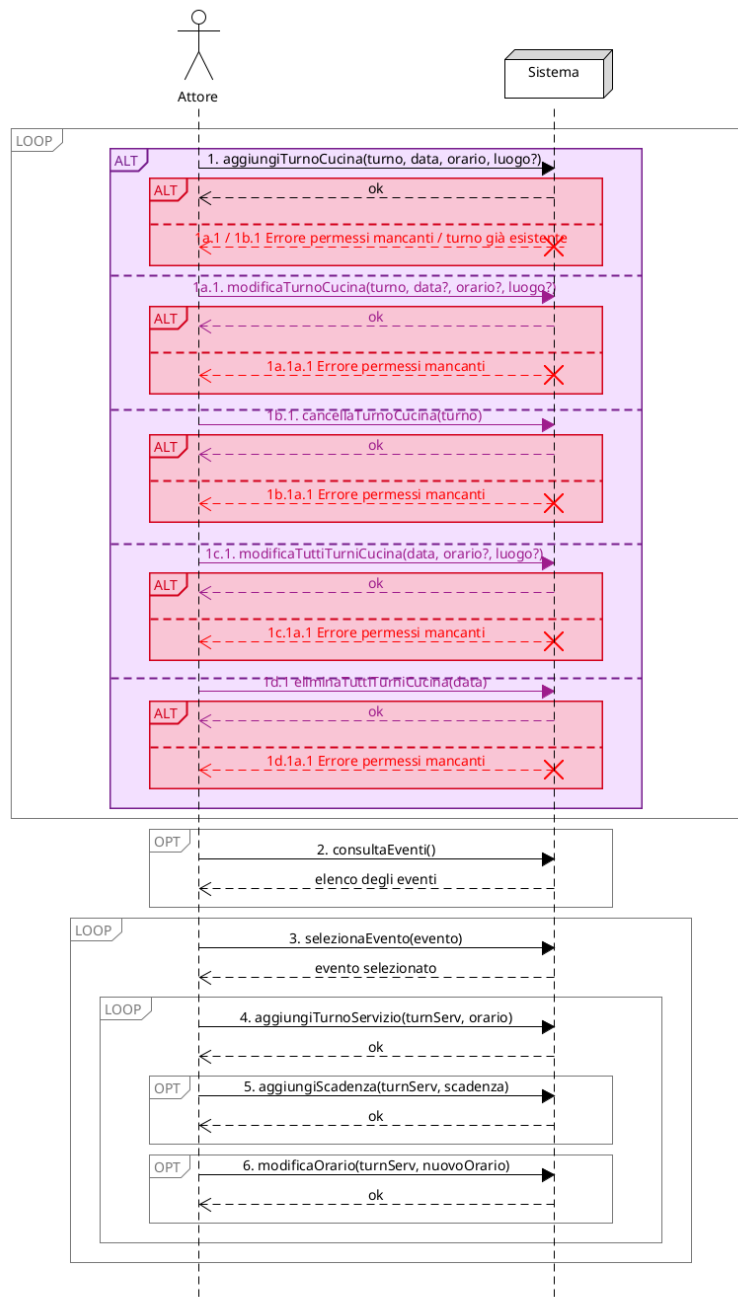 Attore
Sistema
LOOP
ALT
1. aggiungiTurnoCucina(turno, data, orario, luogo?)
ALT
ok
1a.1 / 1b.1 Errore permessi mancanti / turno già esistente
1a.1. modificaTurnoCucina(turno, data?, orario?, luogo?)
ALT
ok
1a.1a.1 Errore permessi mancanti
1b.1. cancellaTurnoCucina(turno)
ALT
ok
1b.1a.1 Errore permessi mancanti
1c.1. modificaTuttiTurniCucina(data, orario?, luogo?)
ALT
ok
1c.1a.1 Errore permessi mancanti
1d.1 eliminaTuttiTurniCucina(data)
ALT
ok
1d.1a.1 Errore permessi mancanti
OPT
2. consultaEventi()
elenco degli eventi
LOOP
3. selezionaEvento(evento)
evento selezionato
LOOP
4. aggiungiTurnoServizio(turnServ, orario)
ok
OPT
5. aggiungiScadenza(turnServ, scadenza)
ok
OPT
6. modificaOrario(turnServ, nuovoOrario)
ok